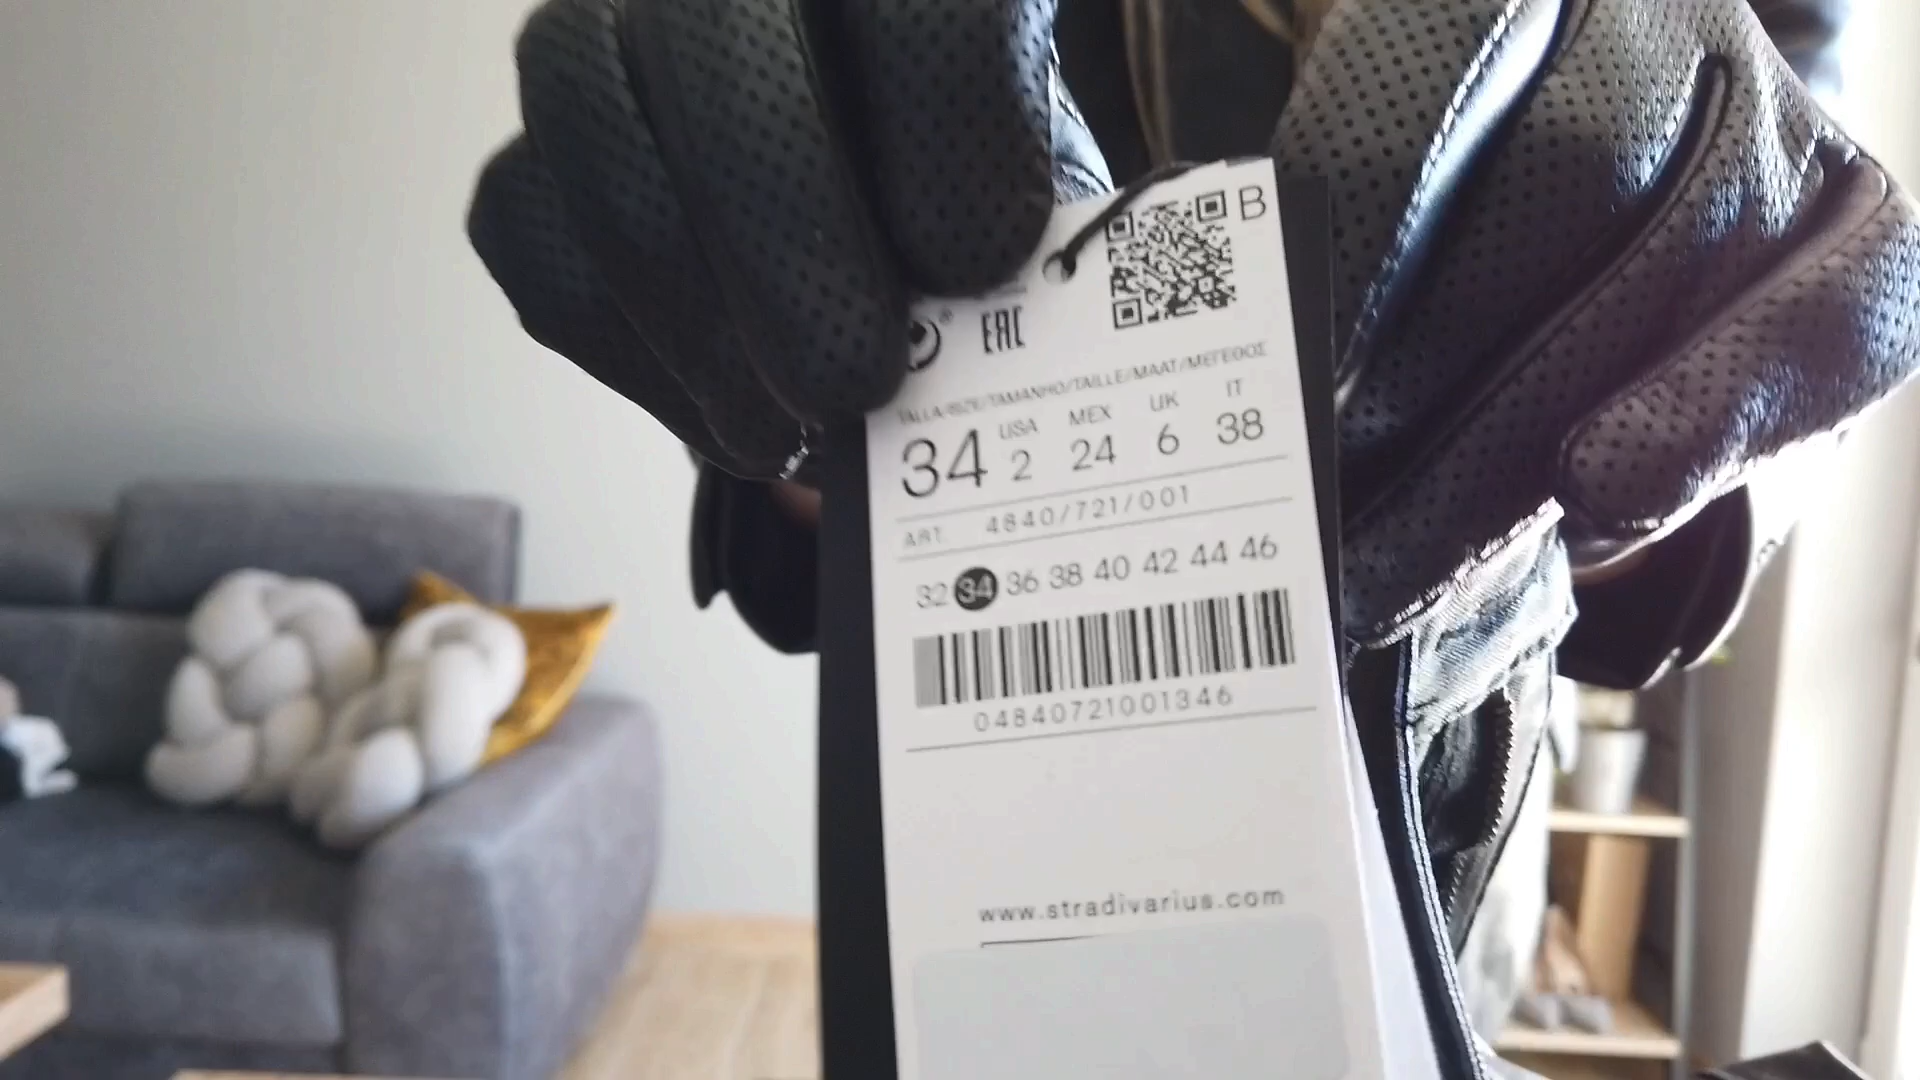 B
®
EAC
TALLA/SIZE/TAMANHO/TAILLE/MAAT/ΜΕΓΕΘΟΣ
34 USA 2 MEX 24 UK 6 IT 38
ART. 4840/721/001
32 34 36 38 40 42 44 46
04840721001346
www.stradivarius.com